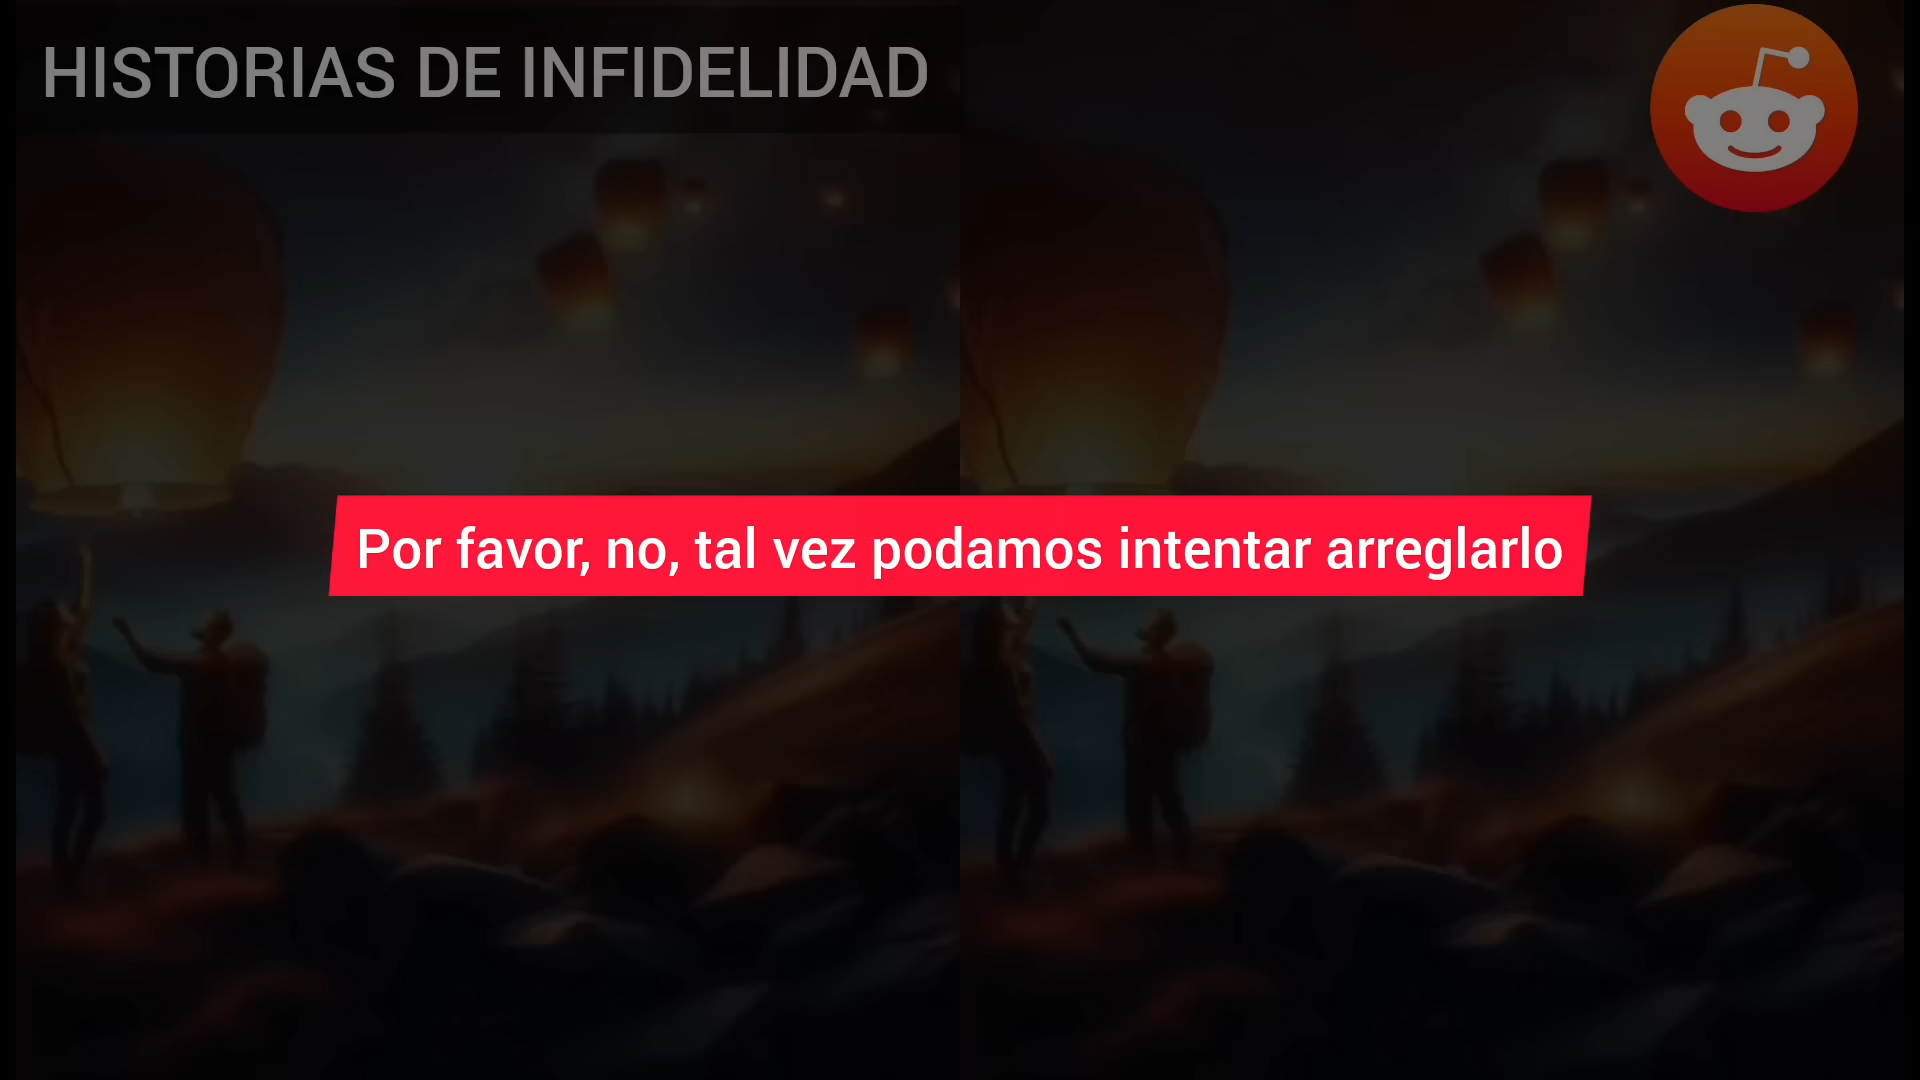 HISTORIAS DE INFIDELIDAD
Por favor, no, tal vez podamos intentar arreglarlo